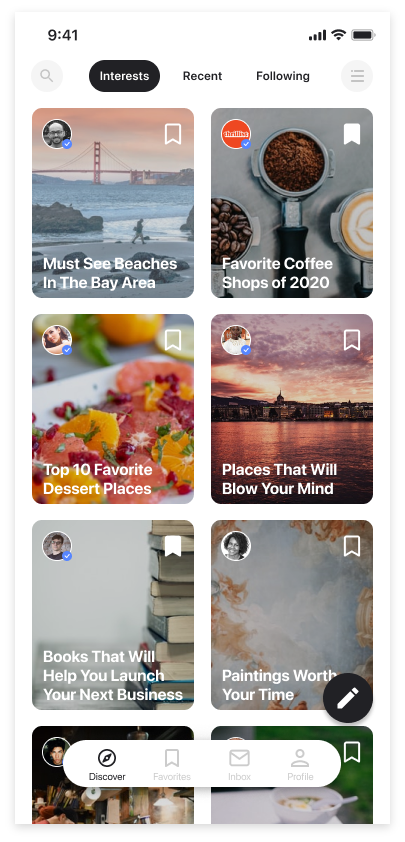 9:41
Interests
Recent
Following
thrillist
Must See Beaches
In The Bay Area
Favorite Coffee
Shops of 2020
Top 10 Favorite
Dessert Places
Places That Will
Blow Your Mind
Books That Will
Help You Launch
Your Next Business
Paintings Worth
Your Time
Discover
Favorites
Inbox
Profile